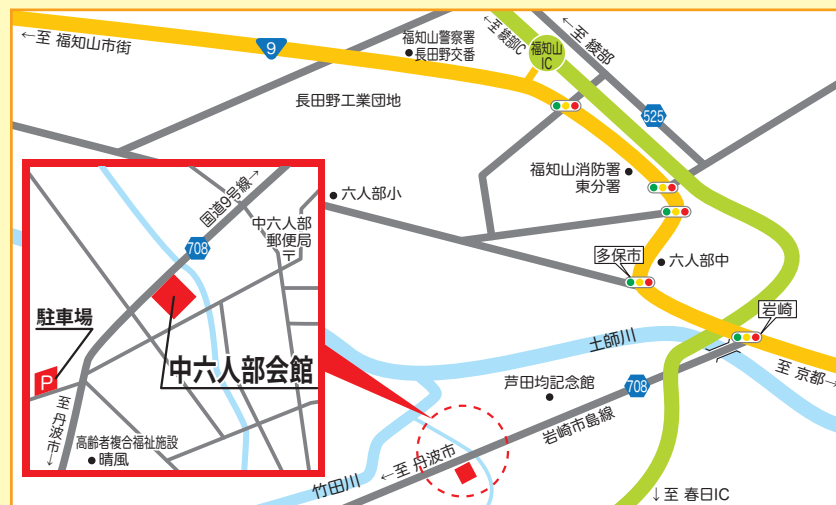 ←至 福知山市街
9
福知山警察署
長田野交番
←至 綾部IC
福知山
IC
←至 綾部
長田野工業団地
525
福知山消防署
東分署
六人部小
多保市
六人部中
岩崎
土師川
至 京都→
芦田均記念館
708
岩崎市島線
←至 丹波市
竹田川
↓至 春日IC
国道9号線→
708
中六人部
郵便局
〒
駐車場
P
中六人部会館
至 丹波市→
高齢者複合福祉施設
晴風